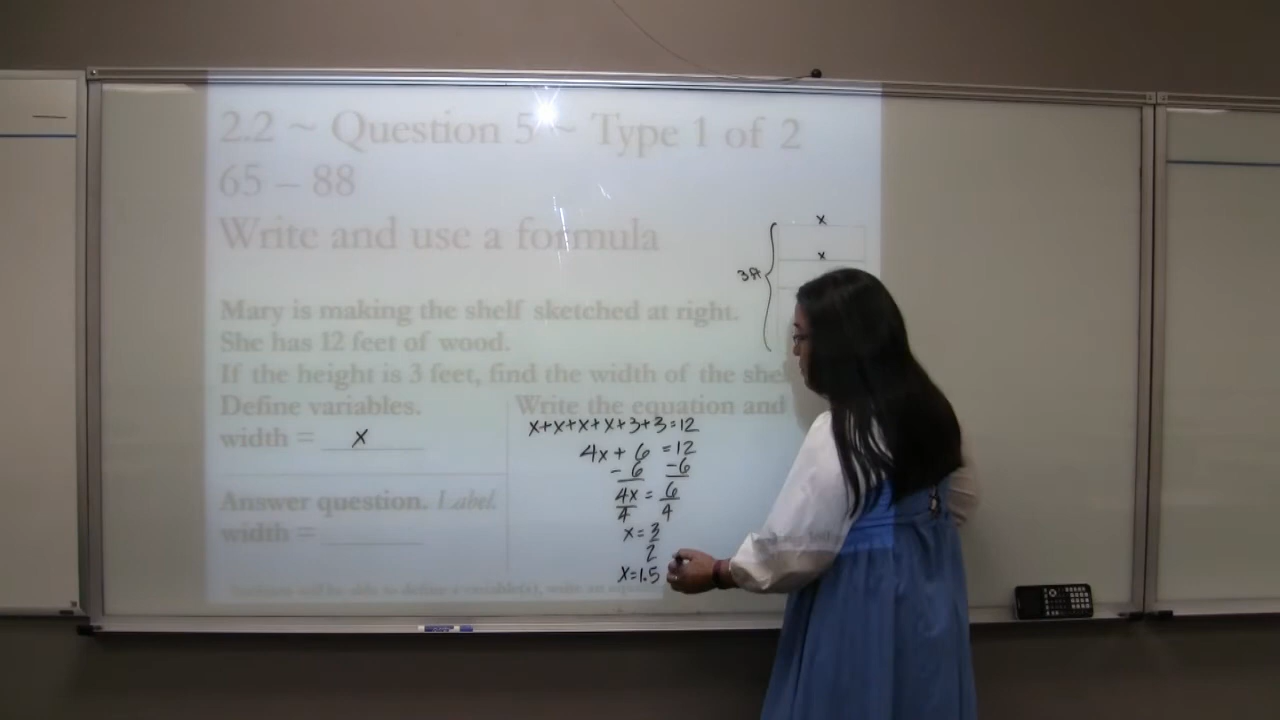 2.2 ~ Question 5 ~ Type 1 of 2
65 – 88
Write and use a formula
x
x
3ft
Mary is making the shelf sketched at right.
She has 12 feet of wood.
If the height is 3 feet, find the width of the
Define variables.
Write the equation and
width = x
x+x+x+x+3+3=12
4x + 6 = 12
-6 -6
4x = 6
4 4
x = 3
2
x=1.5
Answer question. Label.
width =